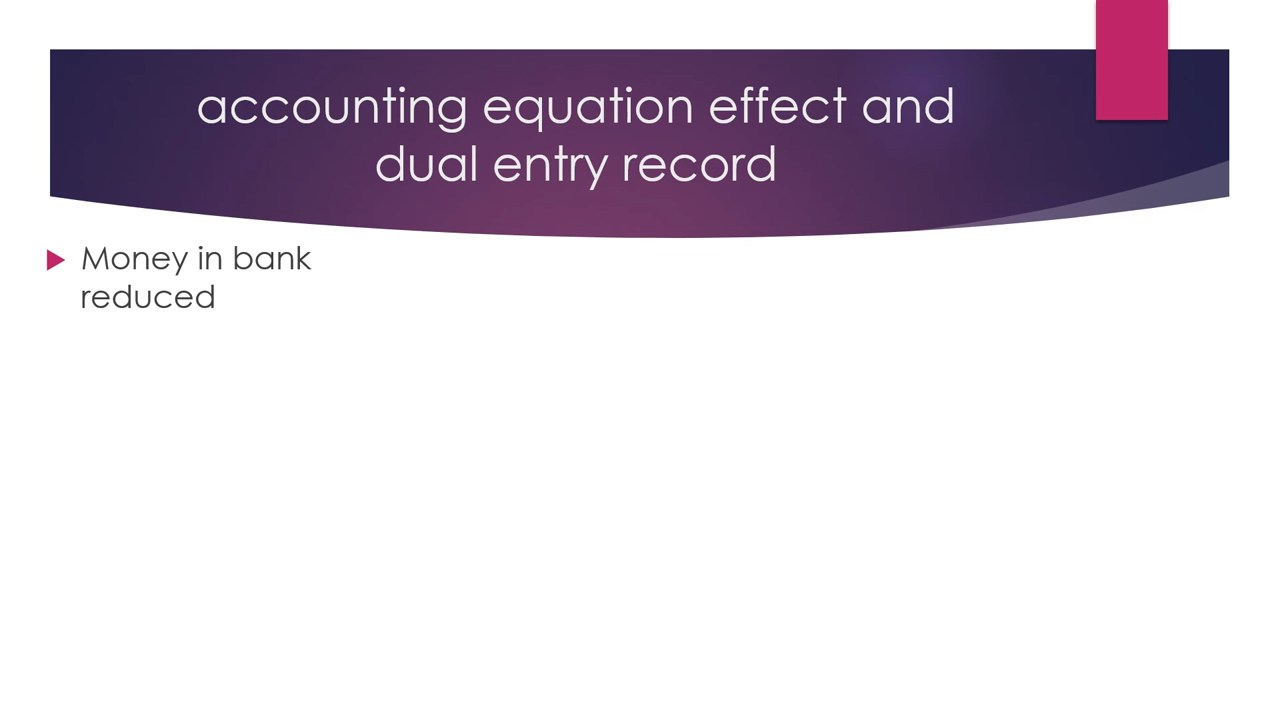 accounting equation effect and
dual entry record
Money in bank
reduced